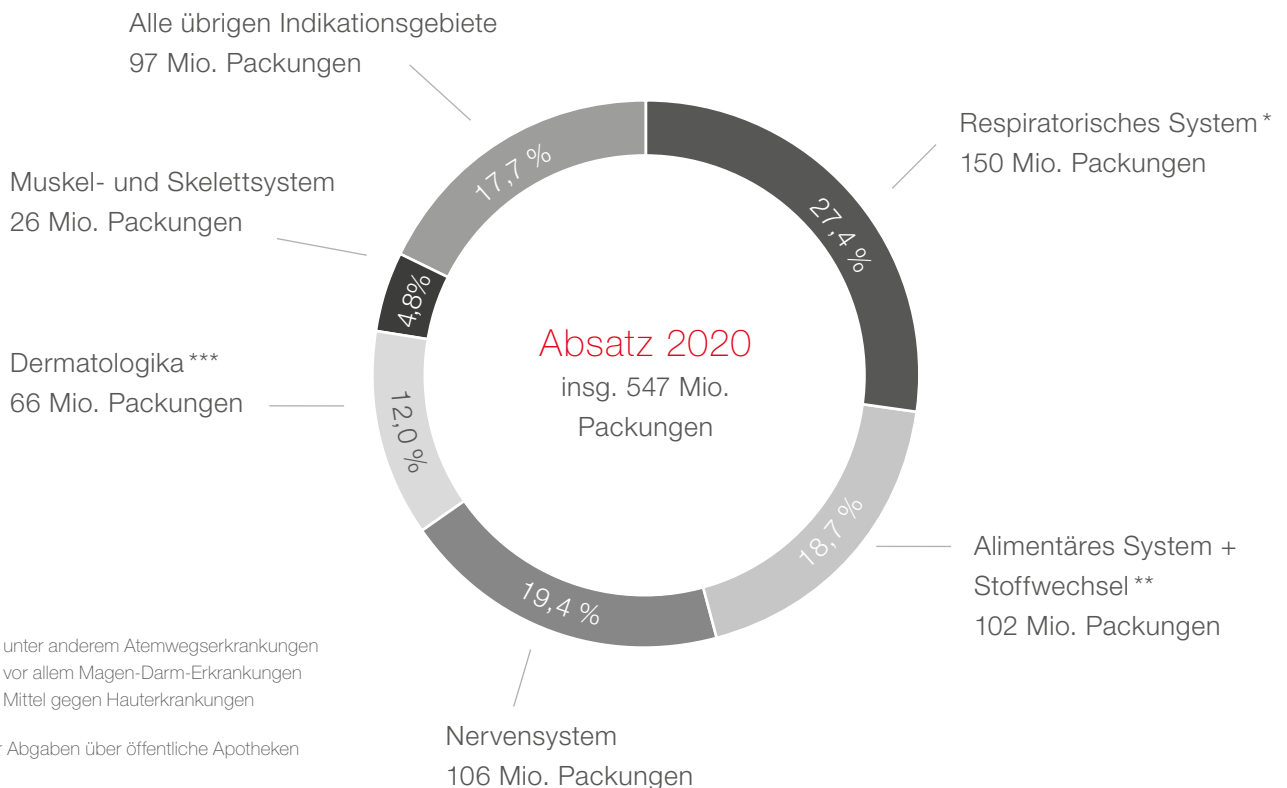 Alle übrigen Indikationsgebiete
97 Mio. Packungen
Respiratorisches System *
150 Mio. Packungen
Muskel- und Skelettsystem
26 Mio. Packungen
Dermatologika ***
66 Mio. Packungen
17,7 %
27,4 %
4,8%
12,0 %
18,7 %
19,4 %
Absatz 2020
insg. 547 Mio.
Packungen
Alimentäres System +
Stoffwechsel **
102 Mio. Packungen
Nervensystem
106 Mio. Packungen
unter anderem Atemwegserkrankungen
vor allem Magen-Darm-Erkrankungen
Mittel gegen Hauterkrankungen
Abgaben über öffentliche Apotheken